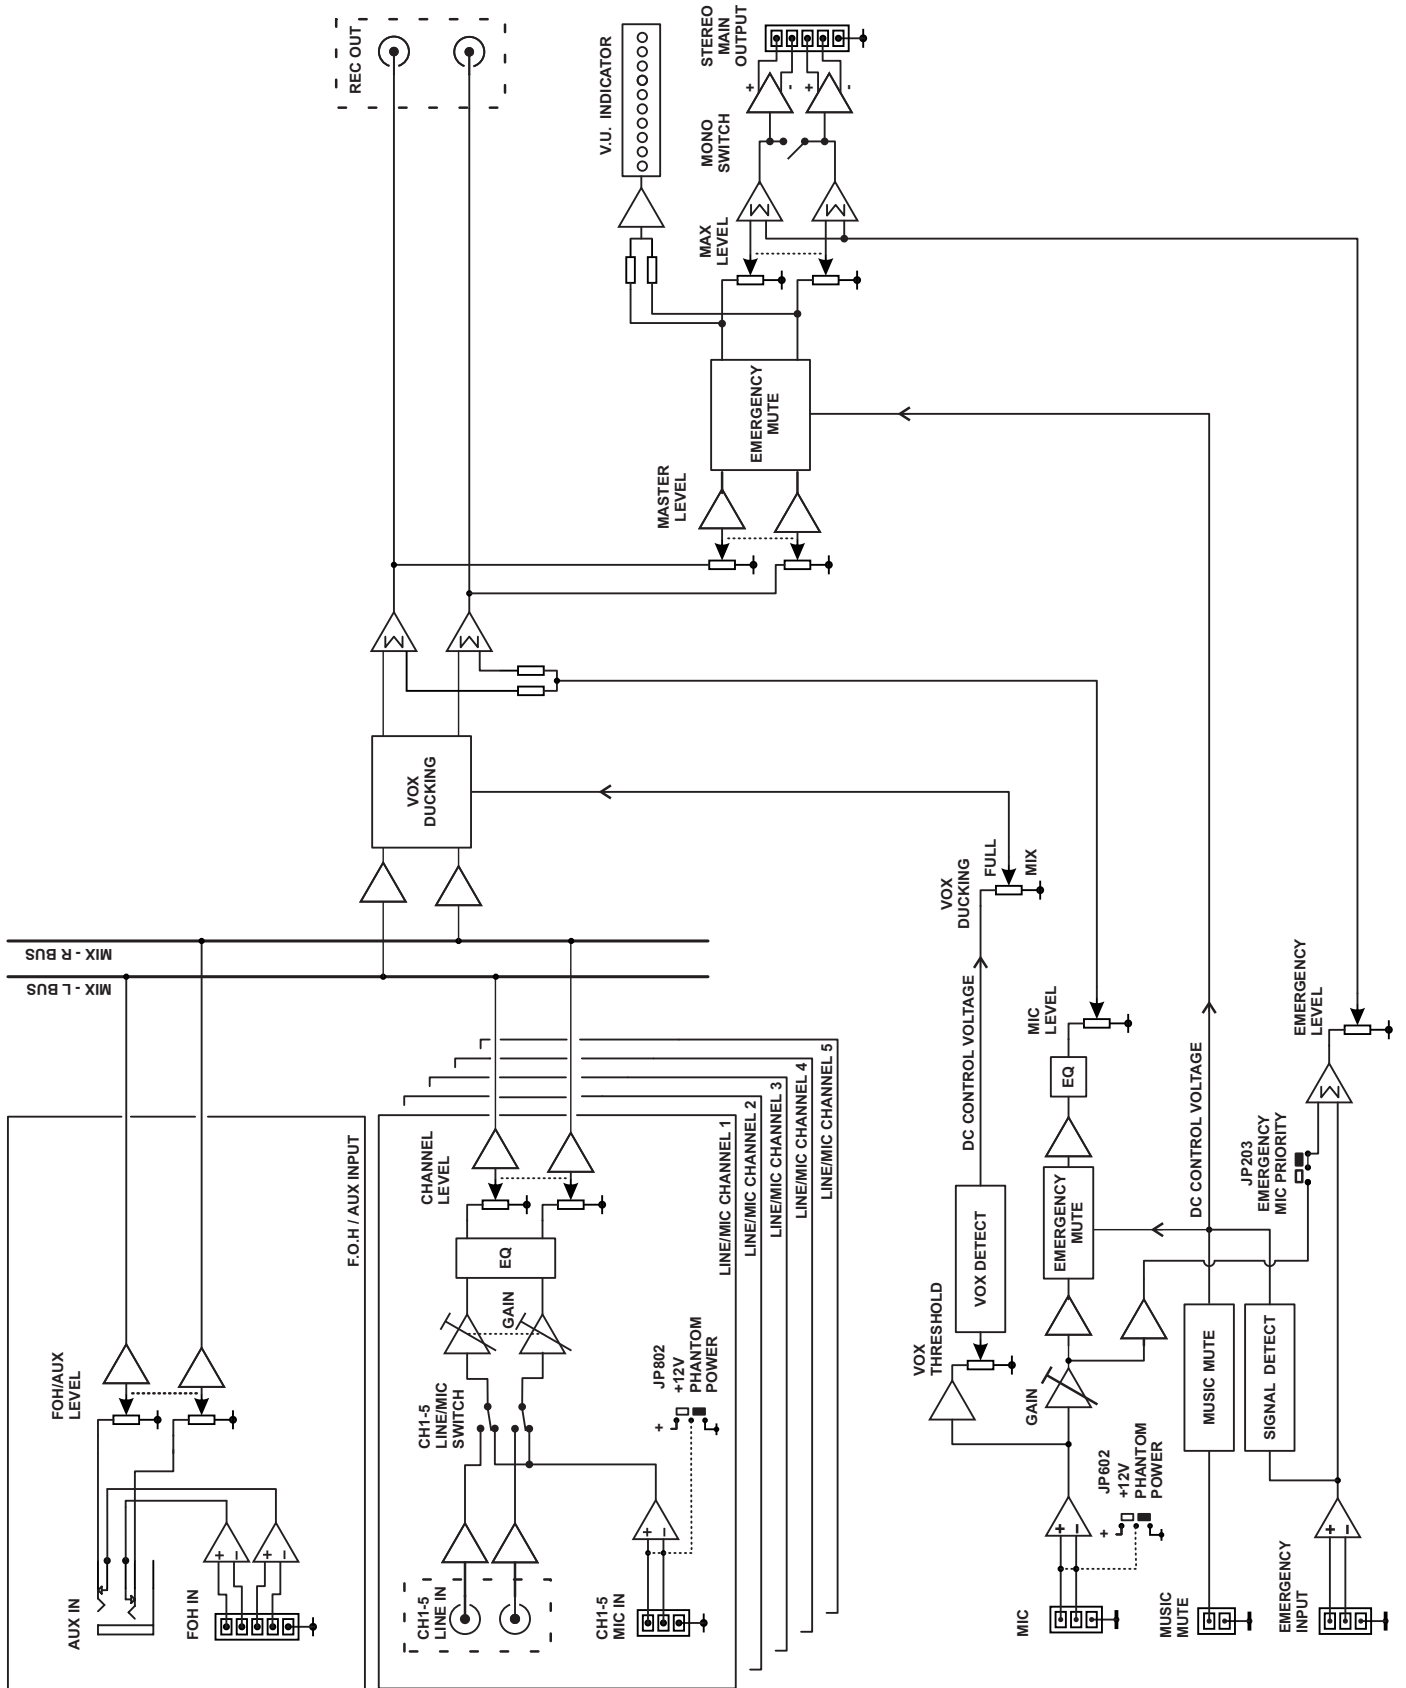 REC OUT
V.U. INDICATOR
STEREO
MAIN
OUTPUT
+
-
+
-
MONO
SWITCH
MAX
LEVEL
EMERGENCY
MUTE
MASTER
LEVEL
VOX
DUCKING
MIX - R BUS
MIX - L BUS
VOX
DUCKING
FULL
MIX
DC CONTROL VOLTAGE
MIC
LEVEL
EQ
EMERGENCY
LEVEL
DC CONTROL VOLTAGE
JP203
EMERGENCY
MIC PRIORITY
F.O.H / AUX INPUT
FOH/AUX
LEVEL
AUX IN
FOH IN
+
–
+
–
CHANNEL
LEVEL
EQ
GAIN
CH1-5
LINE/MIC
SWITCH
JP802
+12V
PHANTOM
POWER
+
CH1-5
LINE IN
CH1-5
MIC IN
+
–
LINE/MIC CHANNEL 1
LINE/MIC CHANNEL 2
LINE/MIC CHANNEL 3
LINE/MIC CHANNEL 4
LINE/MIC CHANNEL 5
VOX
THRESHOLD
VOX DETECT
EMERGENCY
MUTE
GAIN
MUSIC MUTE
SIGNAL DETECT
JP602
+12V
PHANTOM
POWER
+
+
–
MIC
MUSIC
MUTE
EMERGENCY
INPUT
+
–